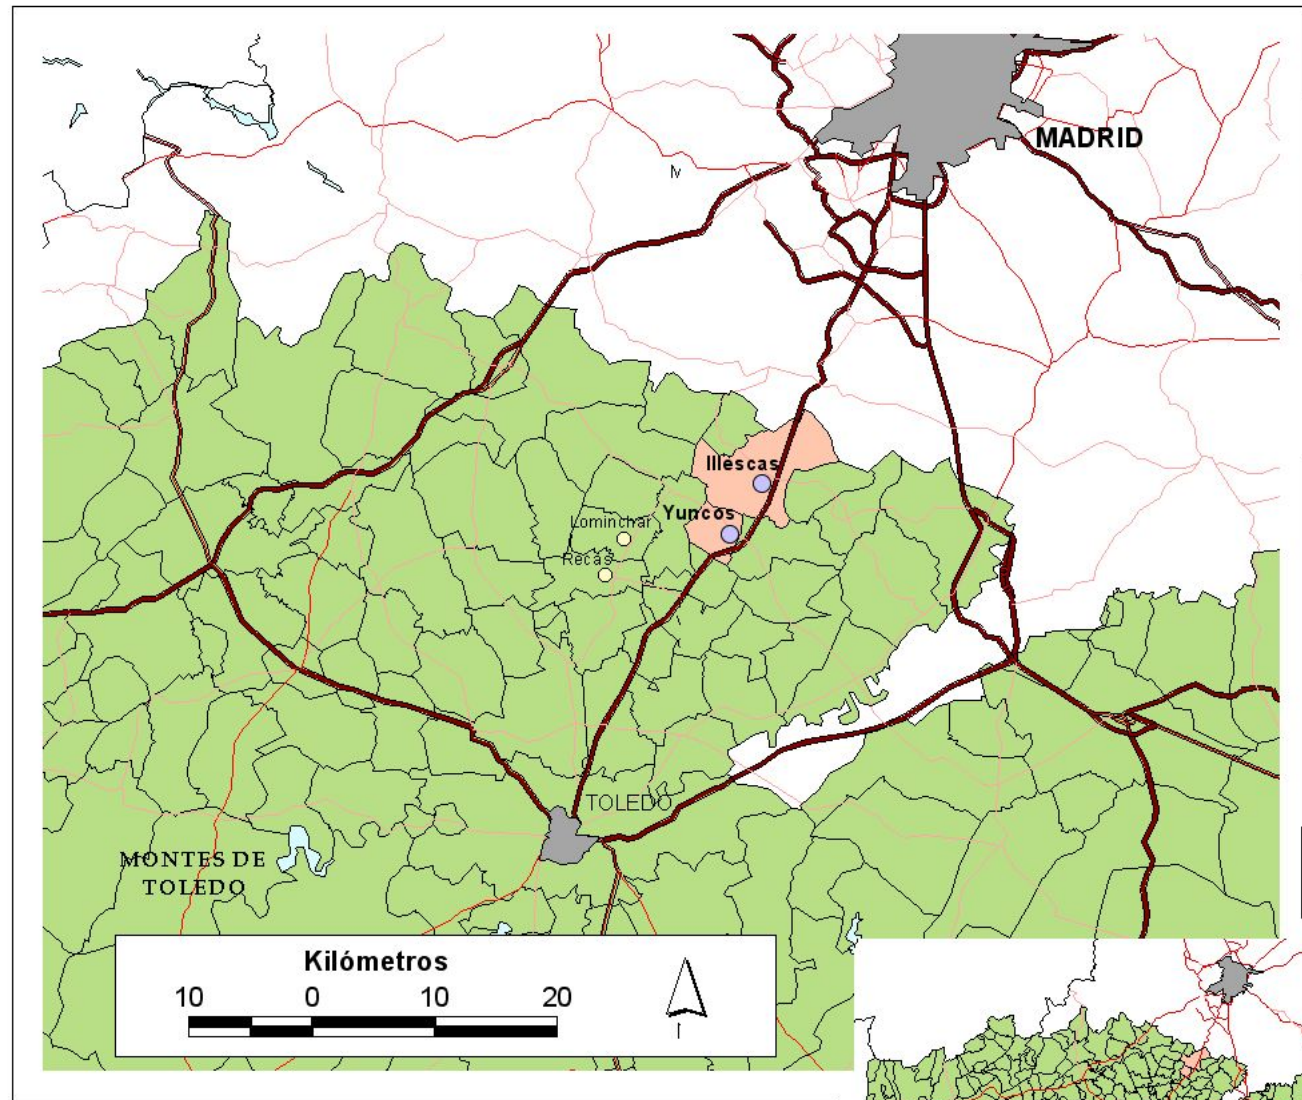 MADRID
Illescas
Yuncos
Lominchar
Recas
TOLEDO
MONTES DE
TOLEDO
Kilómetros
10 0 10 20